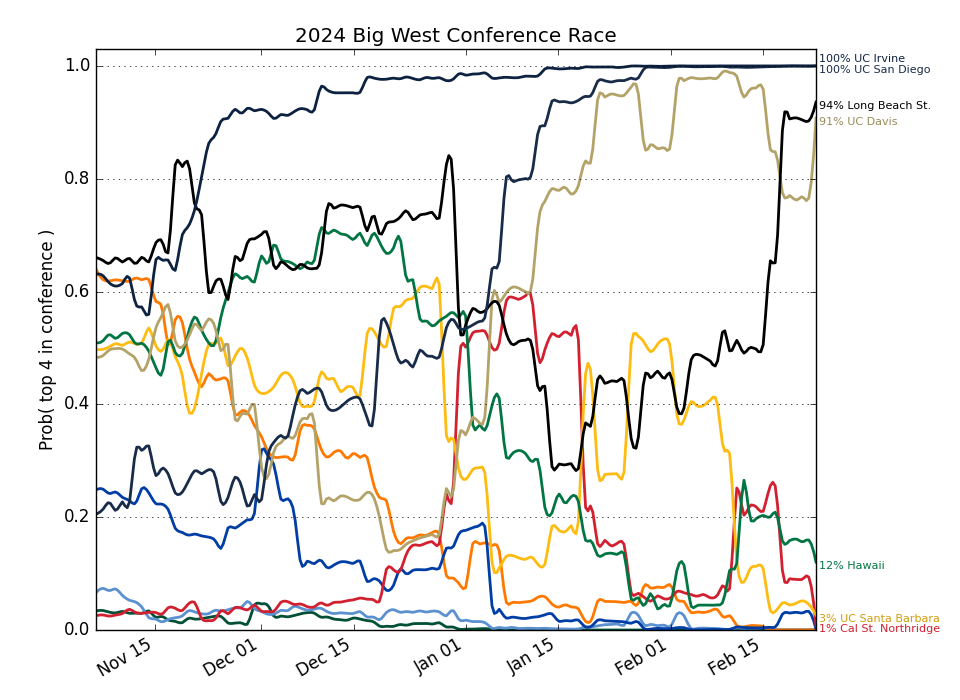 2024 Big West Conference Race
Prob( top 4 in conference )
1.0
0.8
0.6
0.4
0.2
0.0
Nov 15
Dec 01
Dec 15
Jan 01
Jan 15
Feb 01
Feb 15
100% UC Irvine
100% UC San Diego
94% Long Beach St.
91% UC Davis
12% Hawaii
3% UC Santa Barbara
1% Cal St. Northridge